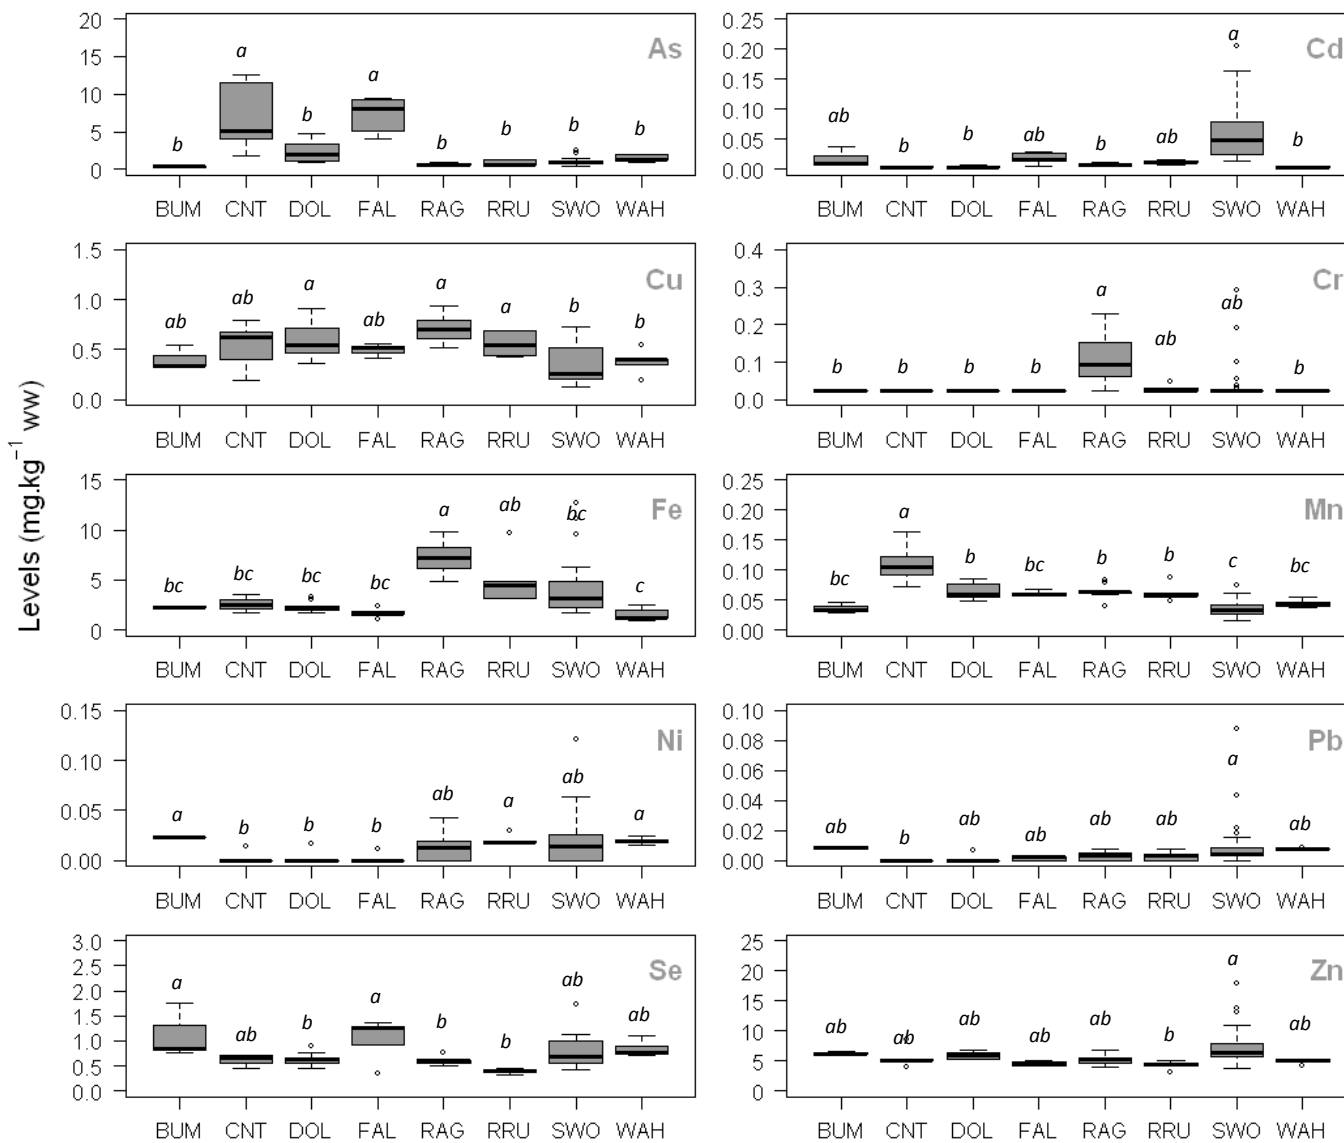 Levels (mg.kg⁻¹ ww)
As
20
15
10
5
0
b a b a b b b b
BUM CNT DOL FAL RAG RRU SWO WAH
Cd
0.25
0.20
0.15
0.10
0.05
0.00
ab b b ab b ab a b
BUM CNT DOL FAL RAG RRU SWO WAH
Cu
1.5
1.0
0.5
0.0
ab ab a ab a a b b
BUM CNT DOL FAL RAG RRU SWO WAH
Cr
0.4
0.3
0.2
0.1
0.0
b b b b a ab ab b
BUM CNT DOL FAL RAG RRU SWO WAH
Fe
15
10
5
0
bc bc bc bc a ab bc c
BUM CNT DOL FAL RAG RRU SWO WAH
Mn
0.25
0.20
0.15
0.10
0.05
0.00
bc a b bc b b c bc
BUM CNT DOL FAL RAG RRU SWO WAH
Ni
0.15
0.10
0.05
0.00
a b b b ab a ab a
BUM CNT DOL FAL RAG RRU SWO WAH
Pb
0.10
0.08
0.06
0.04
0.02
0.00
ab b ab ab ab ab a ab
BUM CNT DOL FAL RAG RRU SWO WAH
Se
3.0
2.5
2.0
1.5
1.0
0.5
0.0
a ab b a b b ab ab
BUM CNT DOL FAL RAG RRU SWO WAH
Zn
25
20
15
10
5
0
ab ab ab ab ab b a ab
BUM CNT DOL FAL RAG RRU SWO WAH